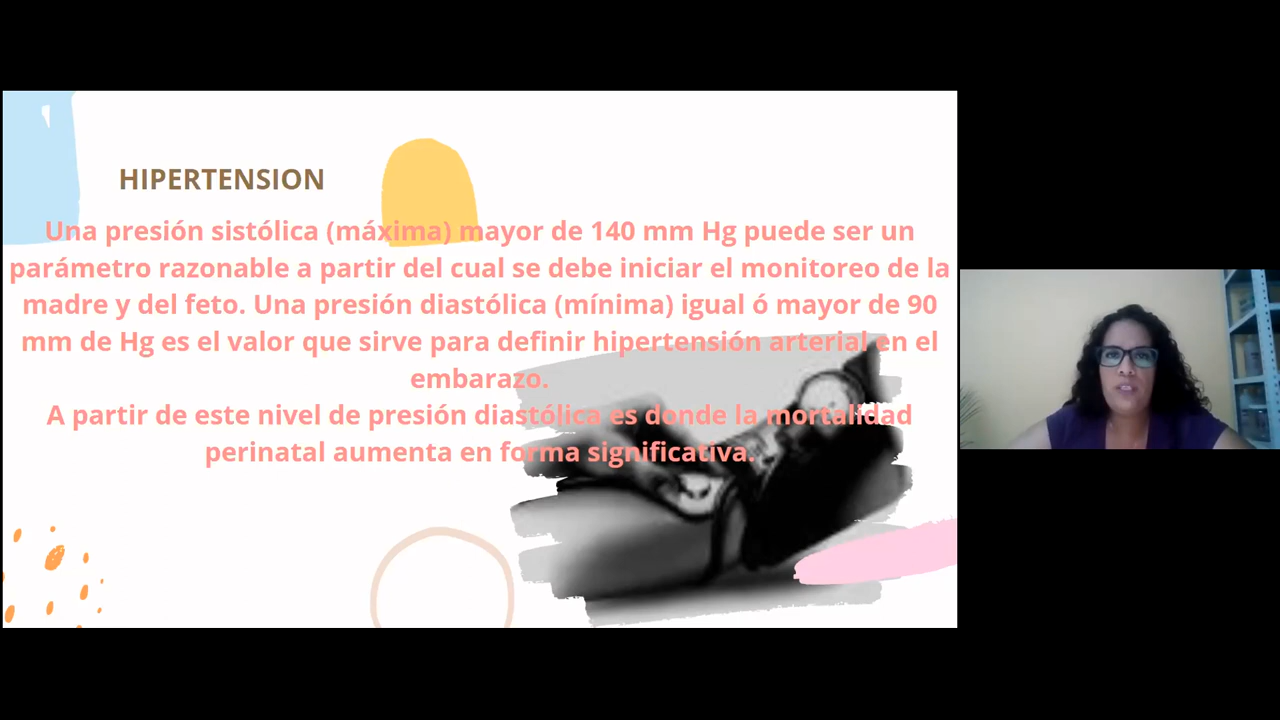 HIPERTENSION
Una presión sistólica (máxima) mayor de 140 mm Hg puede ser un
parámetro razonable a partir del cual se debe iniciar el monitoreo de la
madre y del feto. Una presión diastólica (mínima) igual ó mayor de 90
mm de Hg es el valor que sirve para definir hipertensión arterial en el
embarazo.
A partir de este nivel de presión diastólica es donde la mortalidad
perinatal aumenta en forma significativa.